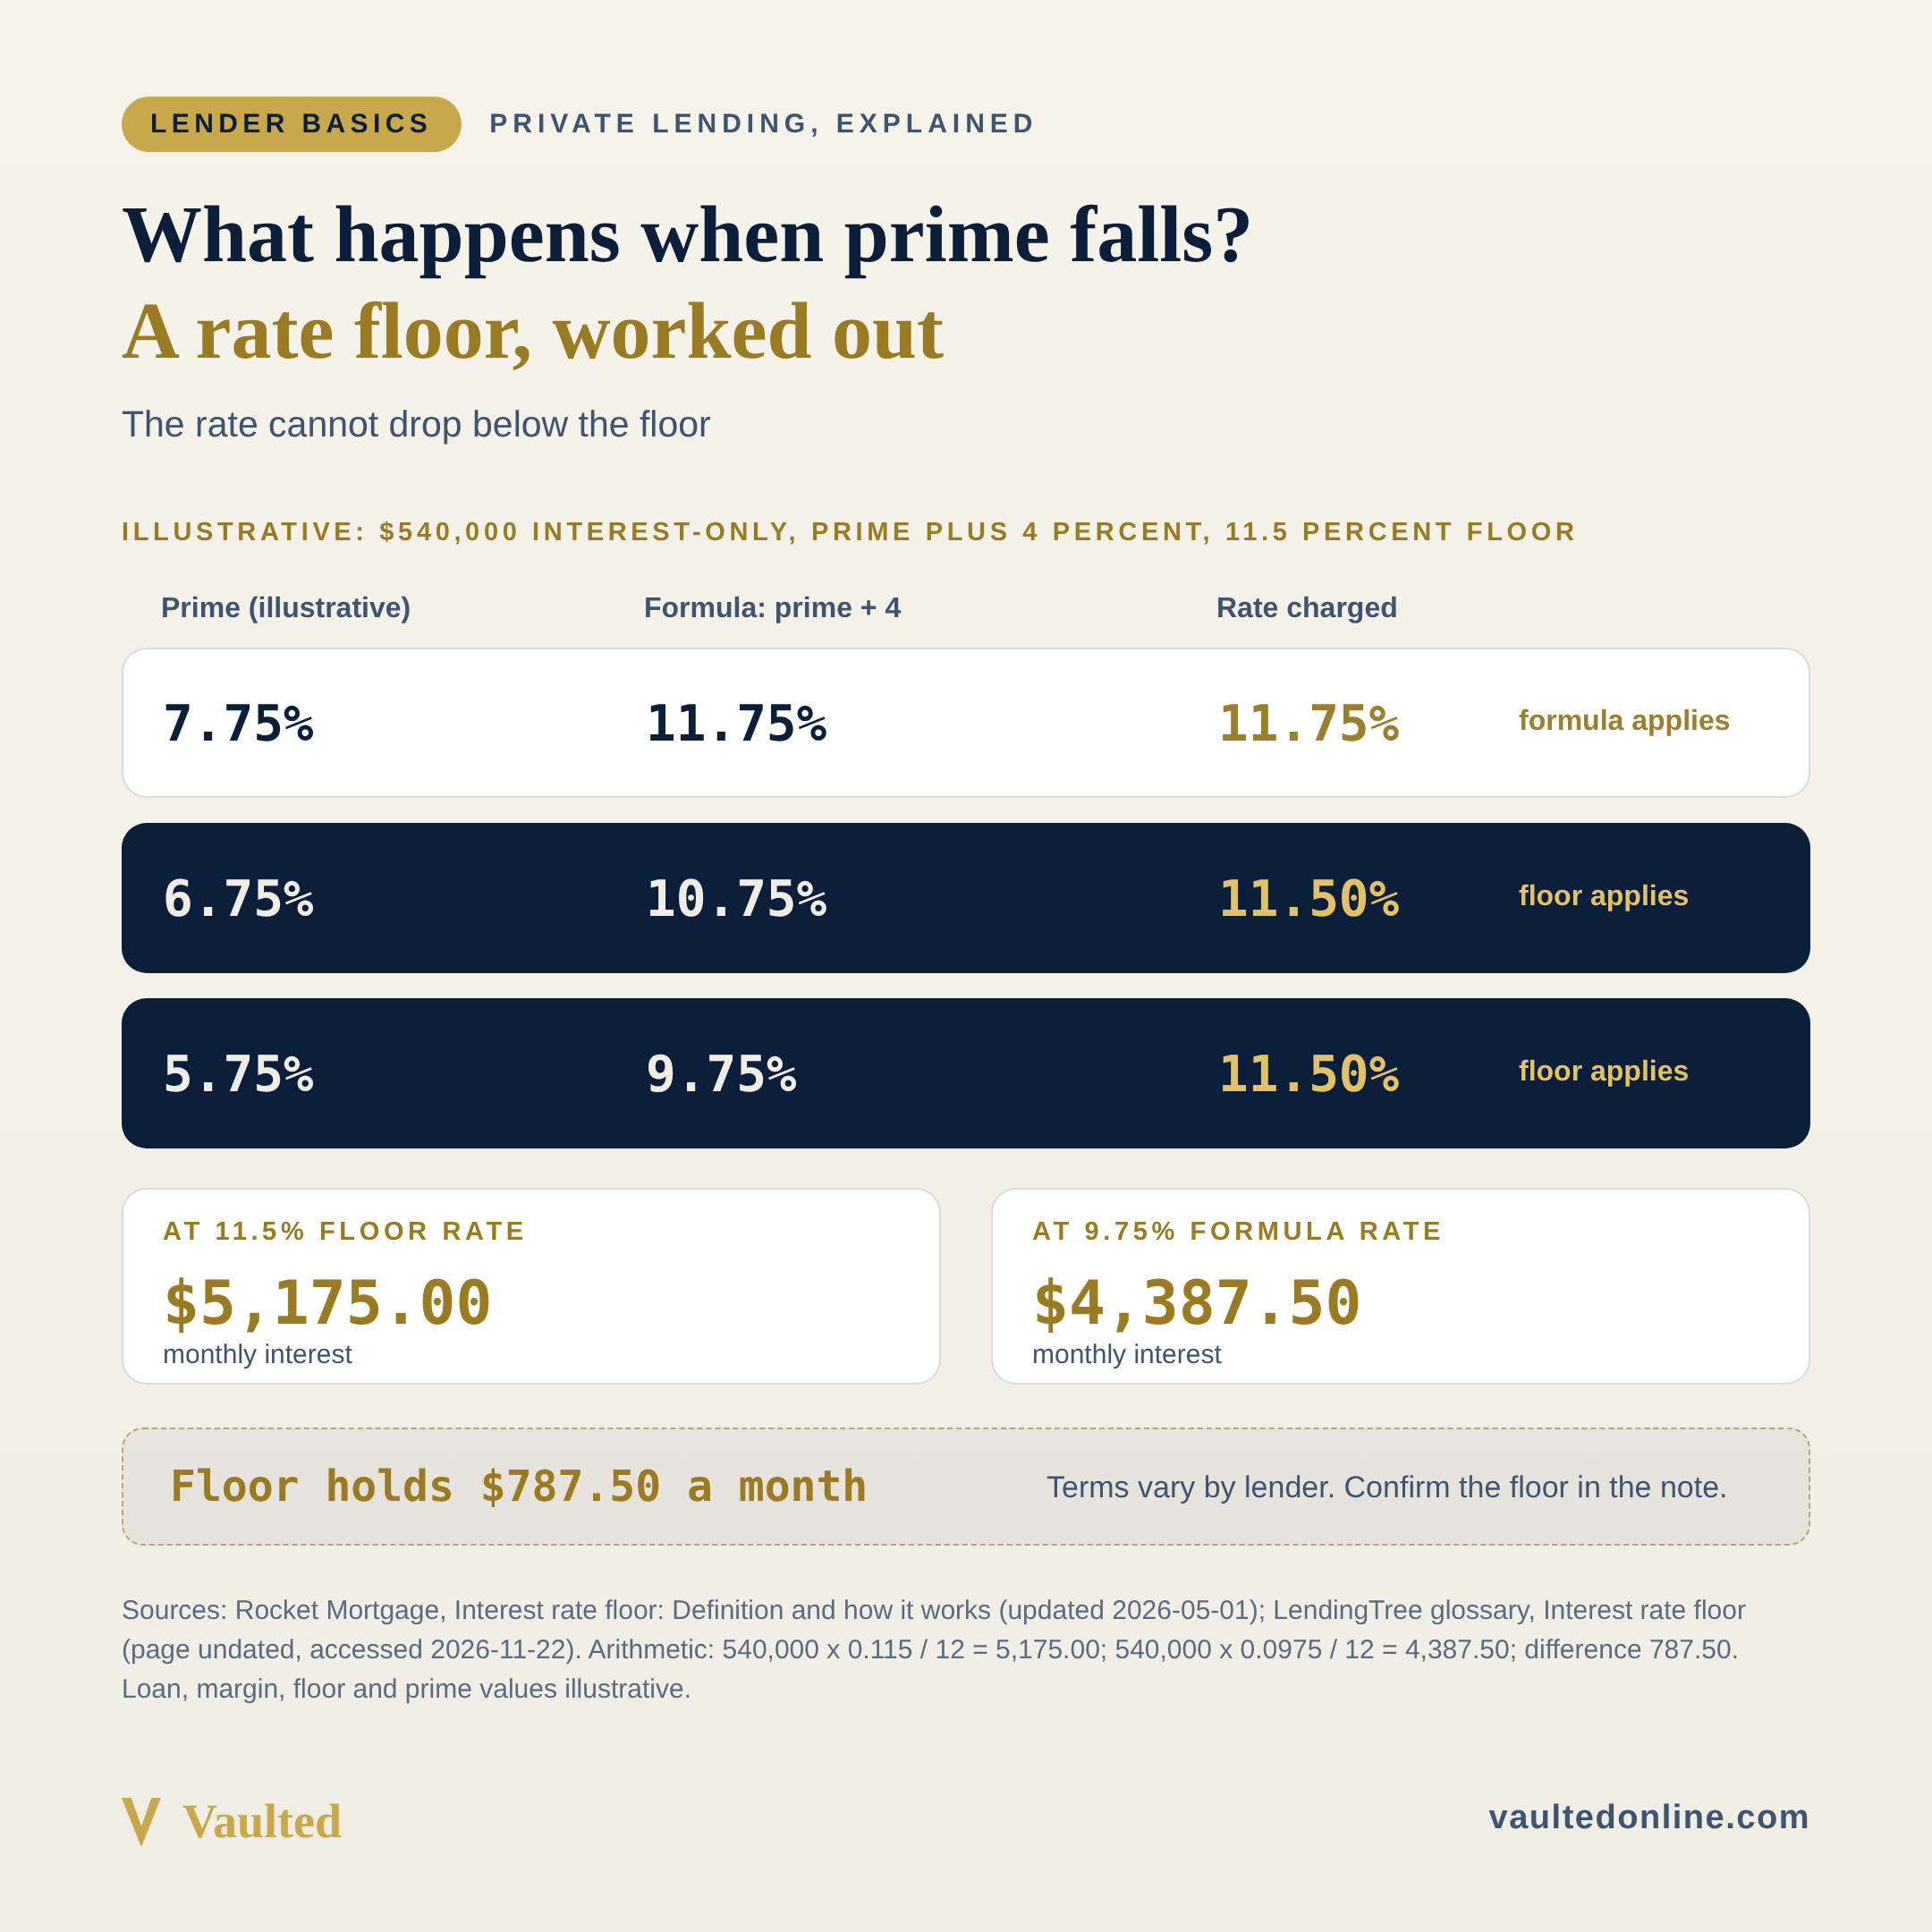 LENDER BASICS PRIVATE LENDING, EXPLAINED
What happens when prime falls?
A rate floor, worked out
The rate cannot drop below the floor
ILLUSTRATIVE: $540,000 INTEREST-ONLY, PRIME PLUS 4 PERCENT, 11.5 PERCENT FLOOR
Prime (illustrative) Formula: prime + 4 Rate charged
7.75% 11.75% 11.75% formula applies
6.75% 10.75% 11.50% floor applies
5.75% 9.75% 11.50% floor applies
AT 11.5% FLOOR RATE
$5,175.00
monthly interest
AT 9.75% FORMULA RATE
$4,387.50
monthly interest
Floor holds $787.50 a month
Terms vary by lender. Confirm the floor in the note.
Sources: Rocket Mortgage, Interest rate floor: Definition and how it works (updated 2026-05-01); LendingTree glossary, Interest rate floor
(page undated, accessed 2026-11-22). Arithmetic: 540,000 x 0.115 / 12 = 5,175.00; 540,000 x 0.0975 / 12 = 4,387.50; difference 787.50.
Loan, margin, floor and prime values illustrative.
Vaulted
vaultedonline.com